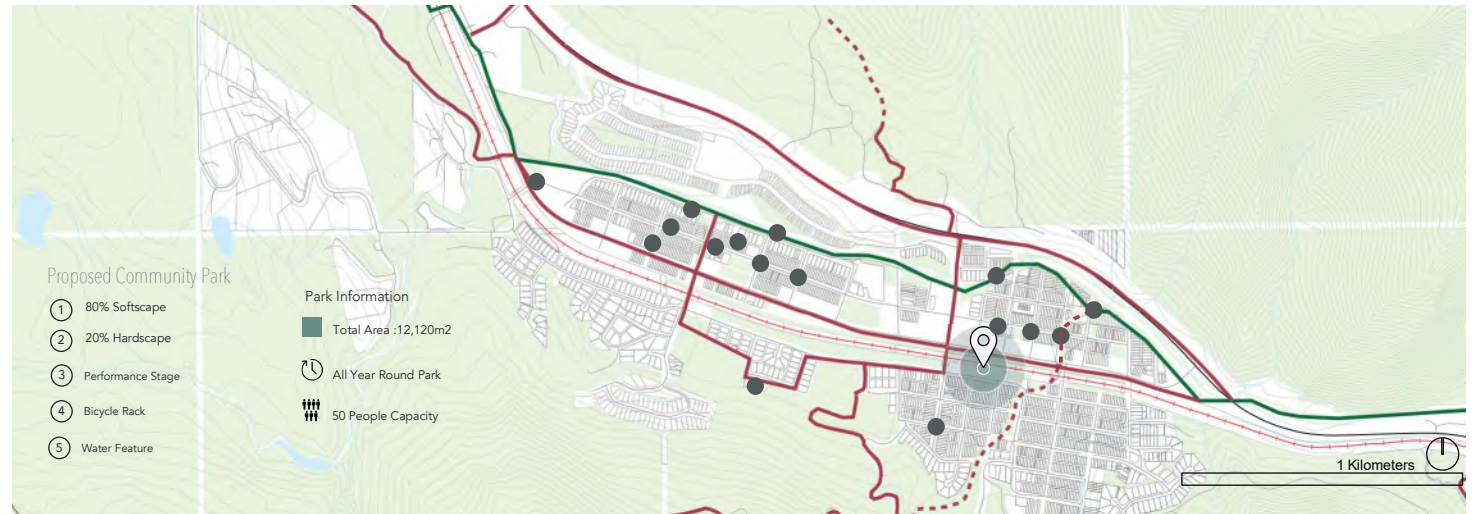 Proposed Community Park
1 80% Softscape
2 20% Hardscape
3 Performance Stage
4 Bicycle Rack
5 Water Feature
Park Information
Total Area :12,120m2
All Year Round Park
50 People Capacity
1 Kilometers